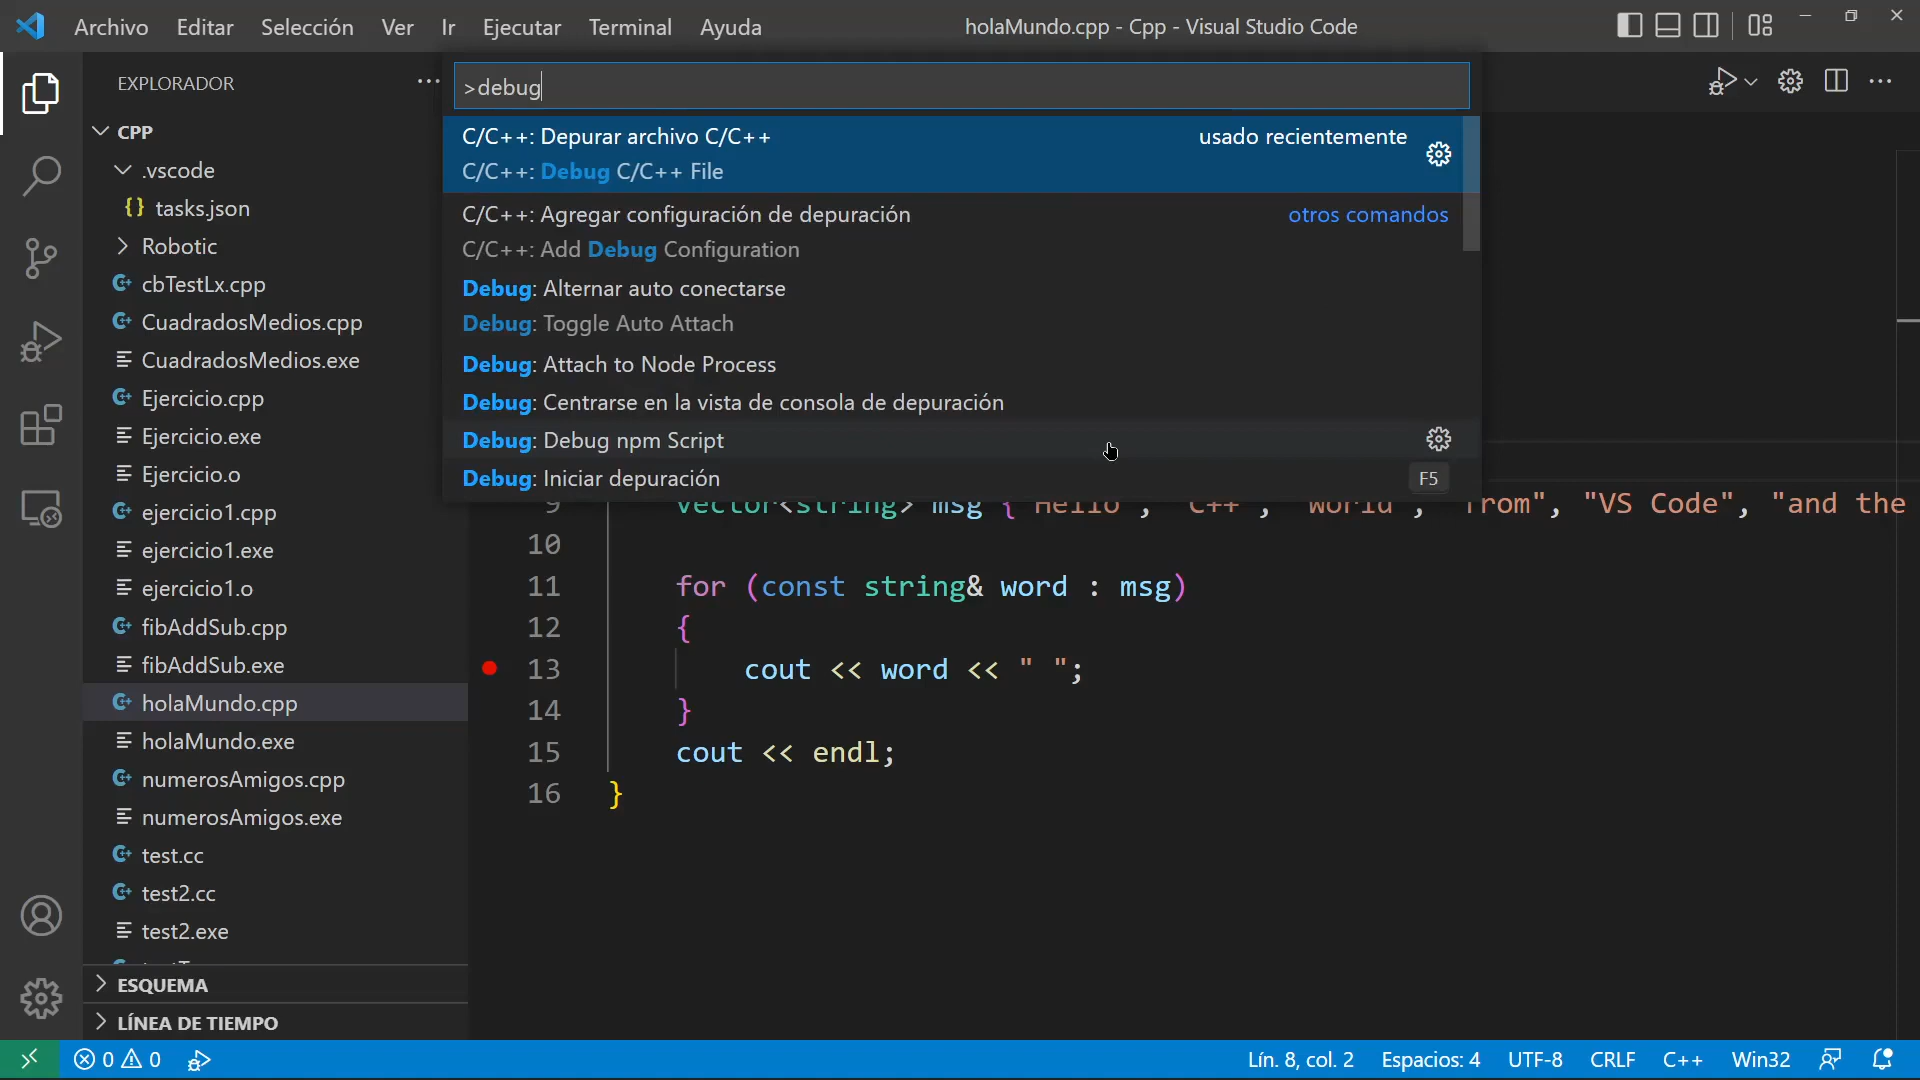 Archivo Editar Selección Ver Ir Ejecutar Terminal Ayuda holaMundo.cpp - Cpp - Visual Studio Code
EXPLORADOR
>debug
CPP
.vscode
{} tasks.json
Robotic
cbTestLx.cpp
CuadradosMedios.cpp
CuadradosMedios.exe
Ejercicio.cpp
Ejercicio.exe
Ejercicio.o
ejercicio1.cpp
ejercicio1.exe
ejercicio1.o
fibAddSub.cpp
fibAddSub.exe
holaMundo.cpp
holaMundo.exe
numerosAmigos.cpp
numerosAmigos.exe
test.cc
test2.cc
test2.exe
ESQUEMA
LÍNEA DE TIEMPO
C/C++: Depurar archivo C/C++ usado recientemente
C/C++: Debug C/C++ File
C/C++: Agregar configuración de depuración otros comandos
C/C++: Add Debug Configuration
Debug: Alternar auto conectarse
Debug: Toggle Auto Attach
Debug: Attach to Node Process
Debug: Centrarse en la vista de consola de depuración
Debug: Debug npm Script
Debug: Iniciar depuración F5
9 vector<string> msg {"Hello", "C++", "World", "from", "VS Code", "and the
10
11 for (const string& word : msg)
12 {
13 cout << word << " ";
14 }
15 cout << endl;
16 }
0 0 Lín. 8, col. 2 Espacios: 4 UTF-8 CRLF C++ Win32